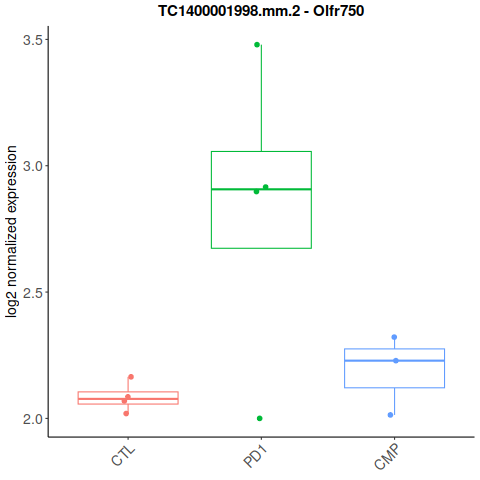 TC1400001998.mm.2 - Olfr750
log2 normalized expression
3.5
3.0
2.5
2.0
CTL
PD1
CMP